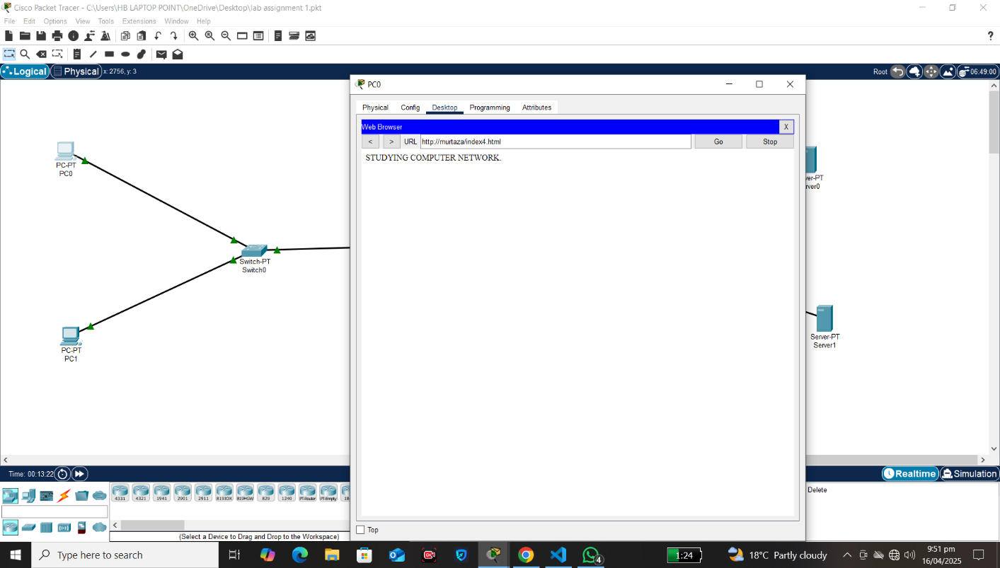 Cisco Packet Tracer - C:\Users\HB LAPTOP POINT\OneDrive\Desktop\lab assignment 1.pkt
File Edit Options View Tools Extensions Window Help
?
Logical Physical x: 2756, y: 3 Root 06:49:00
PC0
Physical Config Desktop Programming Attributes
Web Browser X
< > URL http://murtaza/index4.html Go Stop
STUDYING COMPUTER NETWORK.
PC-PT
PC0
ver-PT
rver0
Switch-PT
Switch0
PC-PT
PC1
Server-PT
Server1
Time: 00:13:22 Realtime Simulation
4331 4321 1941 2901 2911 819IOX 819HGW 829 1240 PT-Router PT-Empty 18
Delete
Top
(Select a Device to Drag and Drop to the Workspace)
Type here to search 4 1:24 18°C Partly cloudy 9:51 pm
16/04/2025